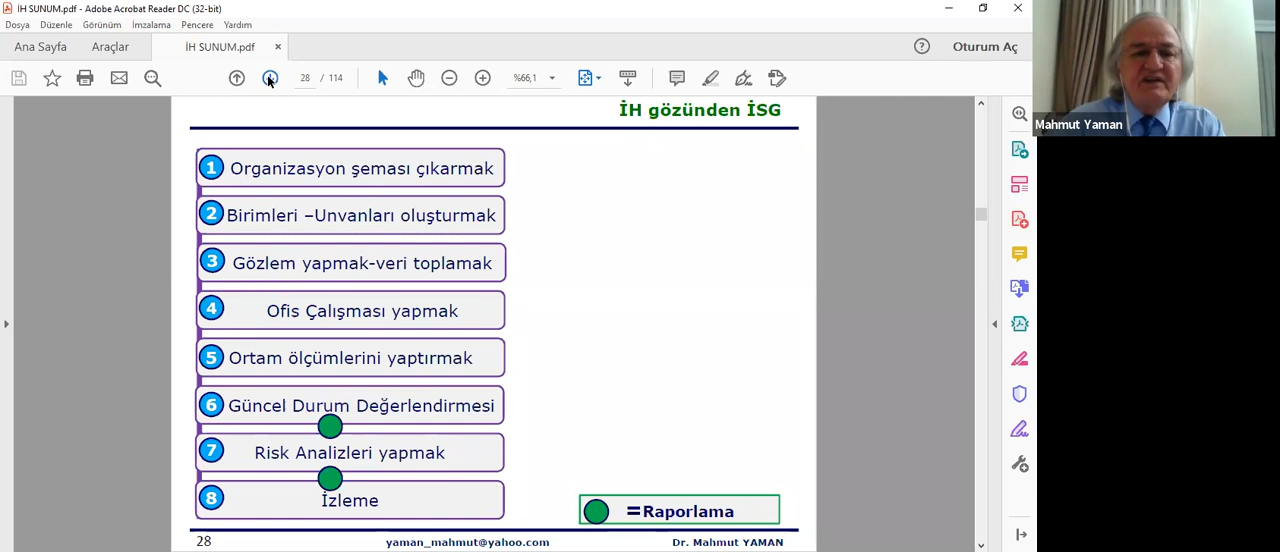 İH SUNUM.pdf - Adobe Acrobat Reader DC (32-bit)
Dosya Düzenle Görünüm İmzalama Pencere Yardım
Ana Sayfa Araçlar İH SUNUM.pdf × Oturum Aç
28 / 114 %66,1
Mahmut Yaman
İH gözünden İSG
1 Organizasyon şeması çıkarmak
2 Birimleri –Unvanları oluşturmak
3 Gözlem yapmak-veri toplamak
4 Ofis Çalışması yapmak
5 Ortam ölçümlerini yaptırmak
6 Güncel Durum Değerlendirmesi
7 Risk Analizleri yapmak
8 İzleme
=Raporlama
28 yaman_mahmut@yahoo.com Dr. Mahmut YAMAN